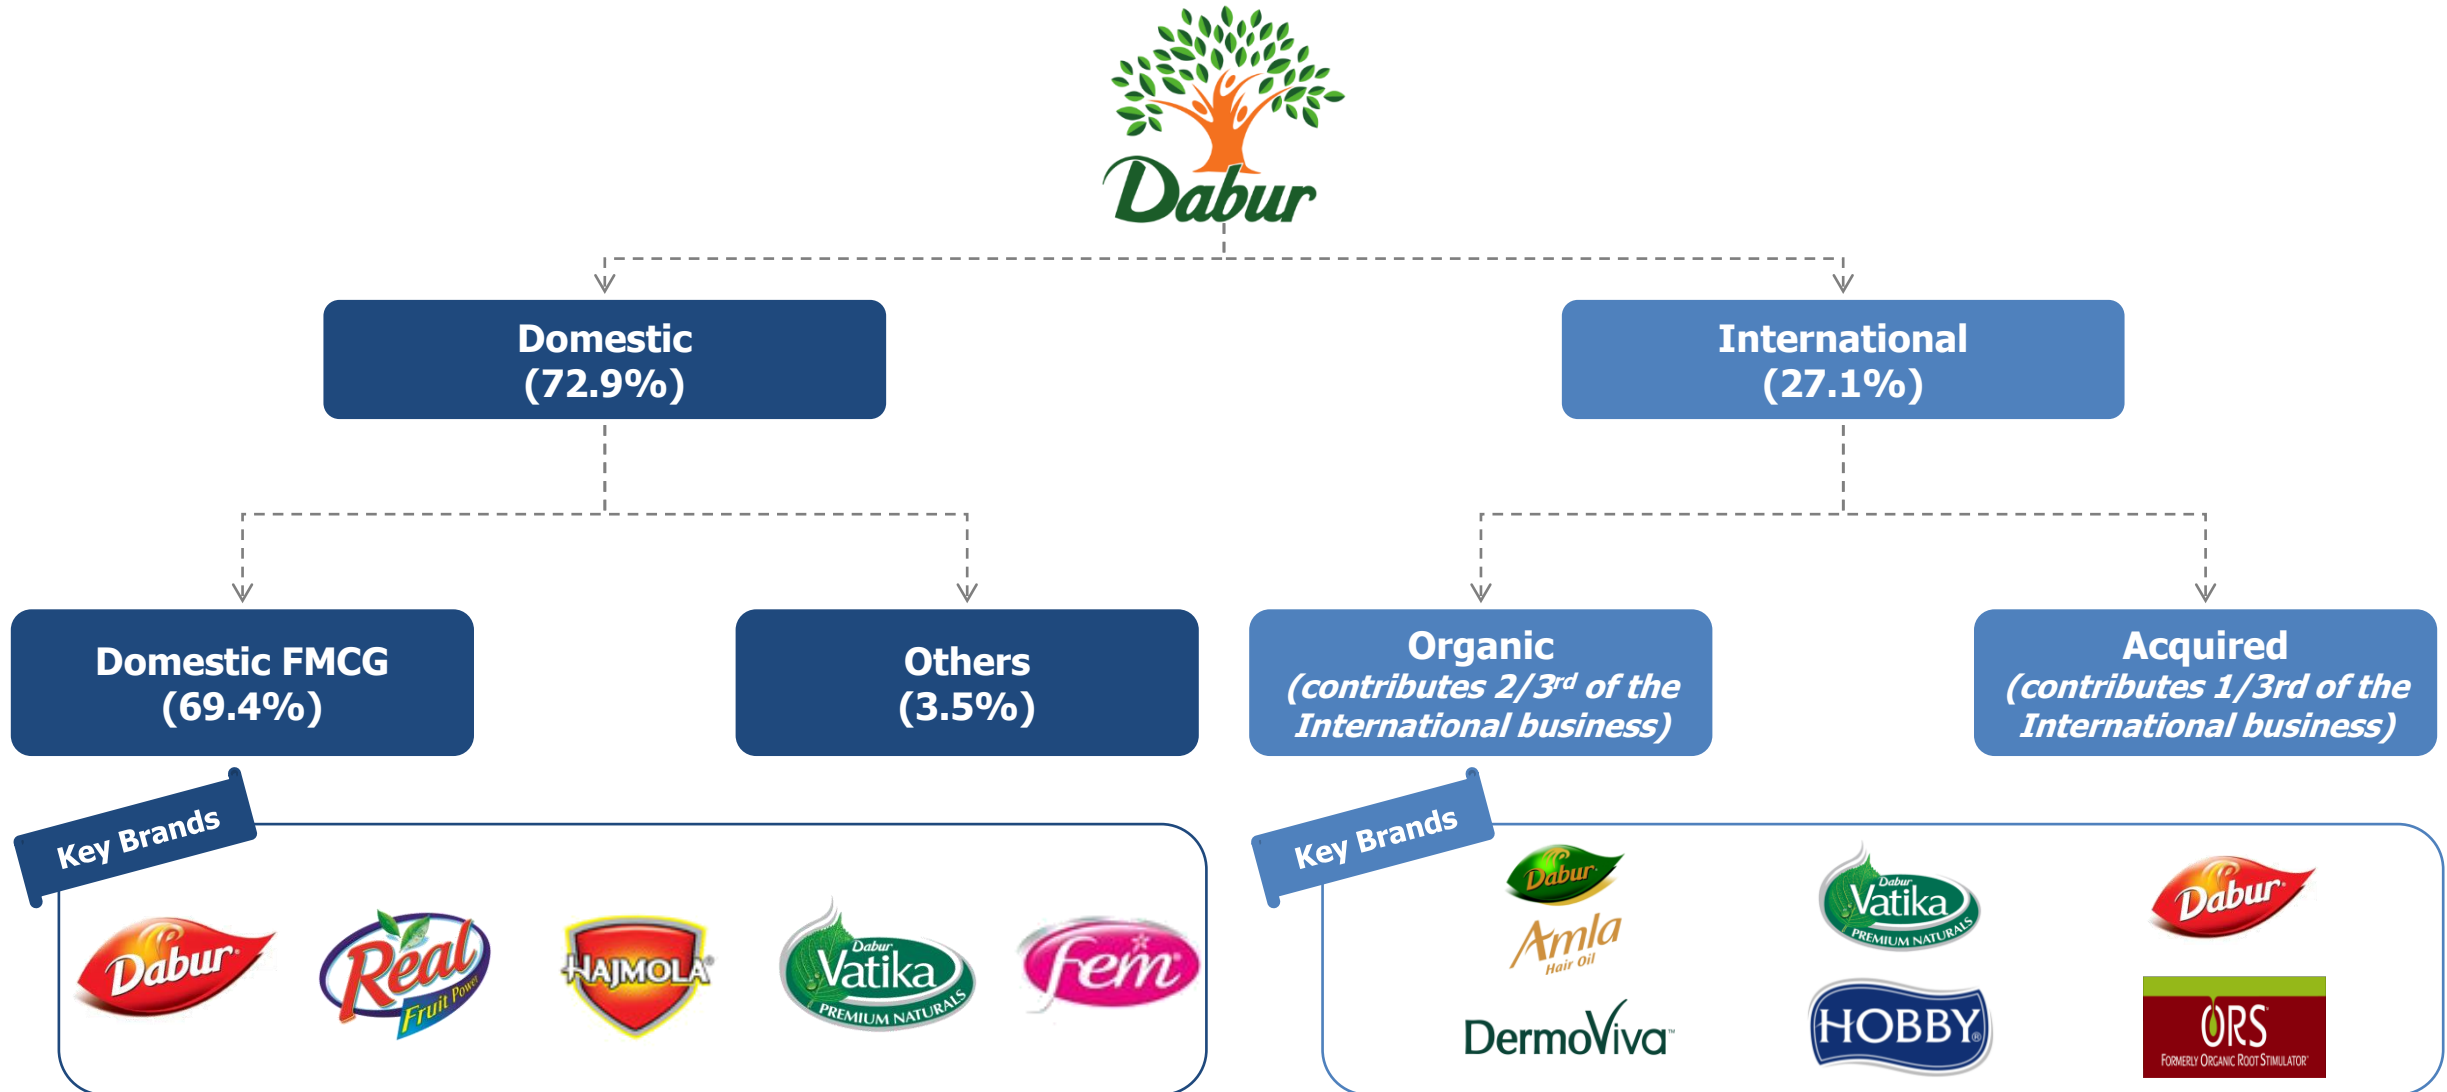 Dabur
Domestic
(72.9%)
International
(27.1%)
Domestic FMCG
(69.4%)
Others
(3.5%)
Organic
(contributes 2/3rd of the
International business)
Acquired
(contributes 1/3rd of the
International business)
Key Brands
Dabur
Real
Fruit Power
HAJMOLA
Dabur
Vatika
PREMIUM NATURALS
fem
Key Brands
Dabur
Amla
Hair Oil
Dabur
Vatika
PREMIUM NATURALS
Dabur
DermoViva™
HOBBY®
ORS
FORMERLY ORGANIC ROOT STIMULATOR